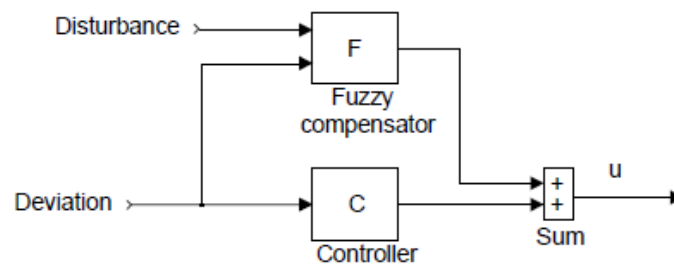 Disturbance
F
Fuzzy
compensator
Deviation
C
Controller
+
+
Sum
u